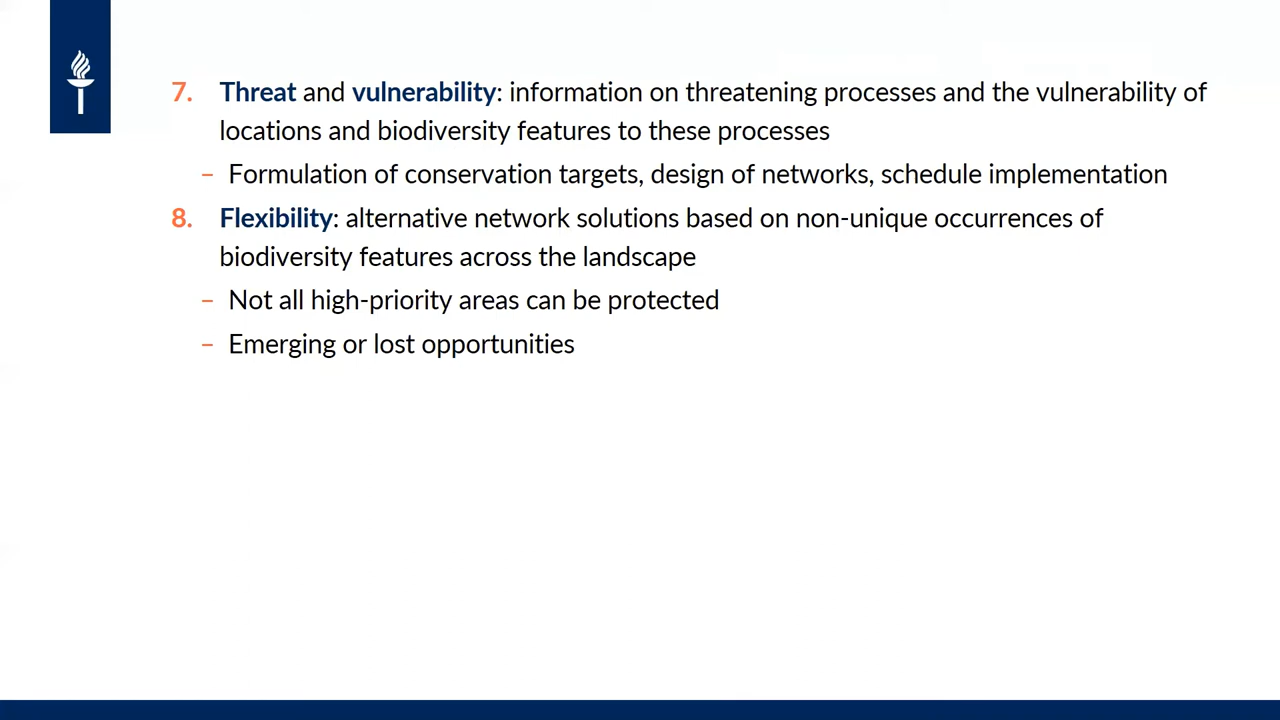 7. Threat and vulnerability: information on threatening processes and the vulnerability of
locations and biodiversity features to these processes
– Formulation of conservation targets, design of networks, schedule implementation
8. Flexibility: alternative network solutions based on non-unique occurrences of
biodiversity features across the landscape
– Not all high-priority areas can be protected
– Emerging or lost opportunities